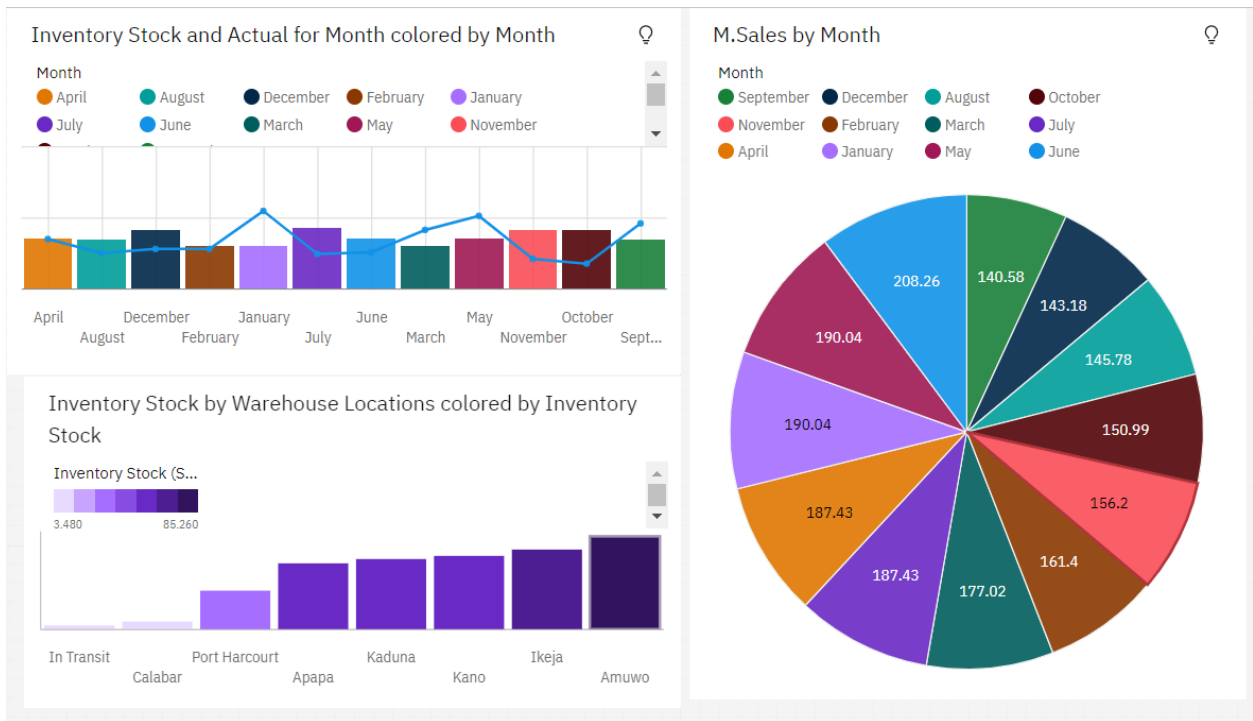 Inventory Stock and Actual for Month colored by Month
Month
April August December February January
July June March May November
April December January June May October
August February July March November Sept...
Inventory Stock by Warehouse Locations colored by Inventory
Stock
Inventory Stock (S...
3.480 85.260
In Transit Port Harcourt Kaduna Ikeja
Calabar Apapa Kano Amuwo
M.Sales by Month
Month
September December August October
November February March July
April January May June
208.26
140.58
143.18
190.04
145.78
190.04
150.99
187.43
156.2
187.43
177.02
161.4